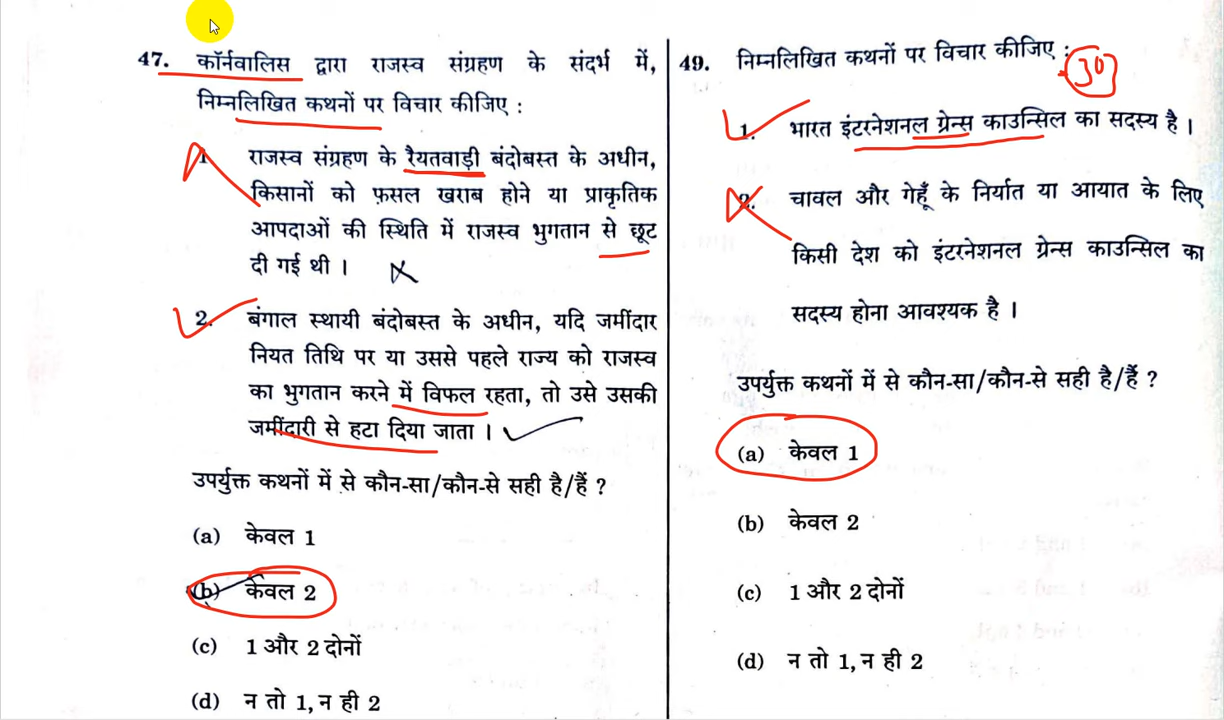 47. कॉर्नवालिस द्वारा राजस्व संग्रहण के संदर्भ में,
निम्नलिखित कथनों पर विचार कीजिए :
1. राजस्व संग्रहण के रैयतवाड़ी बंदोबस्त के अधीन,
किसानों को फ़सल खराब होने या प्राकृतिक
आपदाओं की स्थिति में राजस्व भुगतान से छूट
दी गई थी ।
2. बंगाल स्थायी बंदोबस्त के अधीन, यदि जमींदार
नियत तिथि पर या उससे पहले राज्य को राजस्व
का भुगतान करने में विफल रहता, तो उसे उसकी
जमींदारी से हटा दिया जाता ।
उपर्युक्त कथनों में से कौन-सा/कौन-से सही है/हैं ?
(a) केवल 1
(b) केवल 2
(c) 1 और 2 दोनों
(d) न तो 1, न ही 2
49. निम्नलिखित कथनों पर विचार कीजिए :
30
1. भारत इंटरनेशनल ग्रेन्स काउन्सिल का सदस्य है ।
2. चावल और गेहूँ के निर्यात या आयात के लिए
किसी देश को इंटरनेशनल ग्रेन्स काउन्सिल का
सदस्य होना आवश्यक है ।
उपर्युक्त कथनों में से कौन-सा/कौन-से सही है/हैं ?
(a) केवल 1
(b) केवल 2
(c) 1 और 2 दोनों
(d) न तो 1, न ही 2